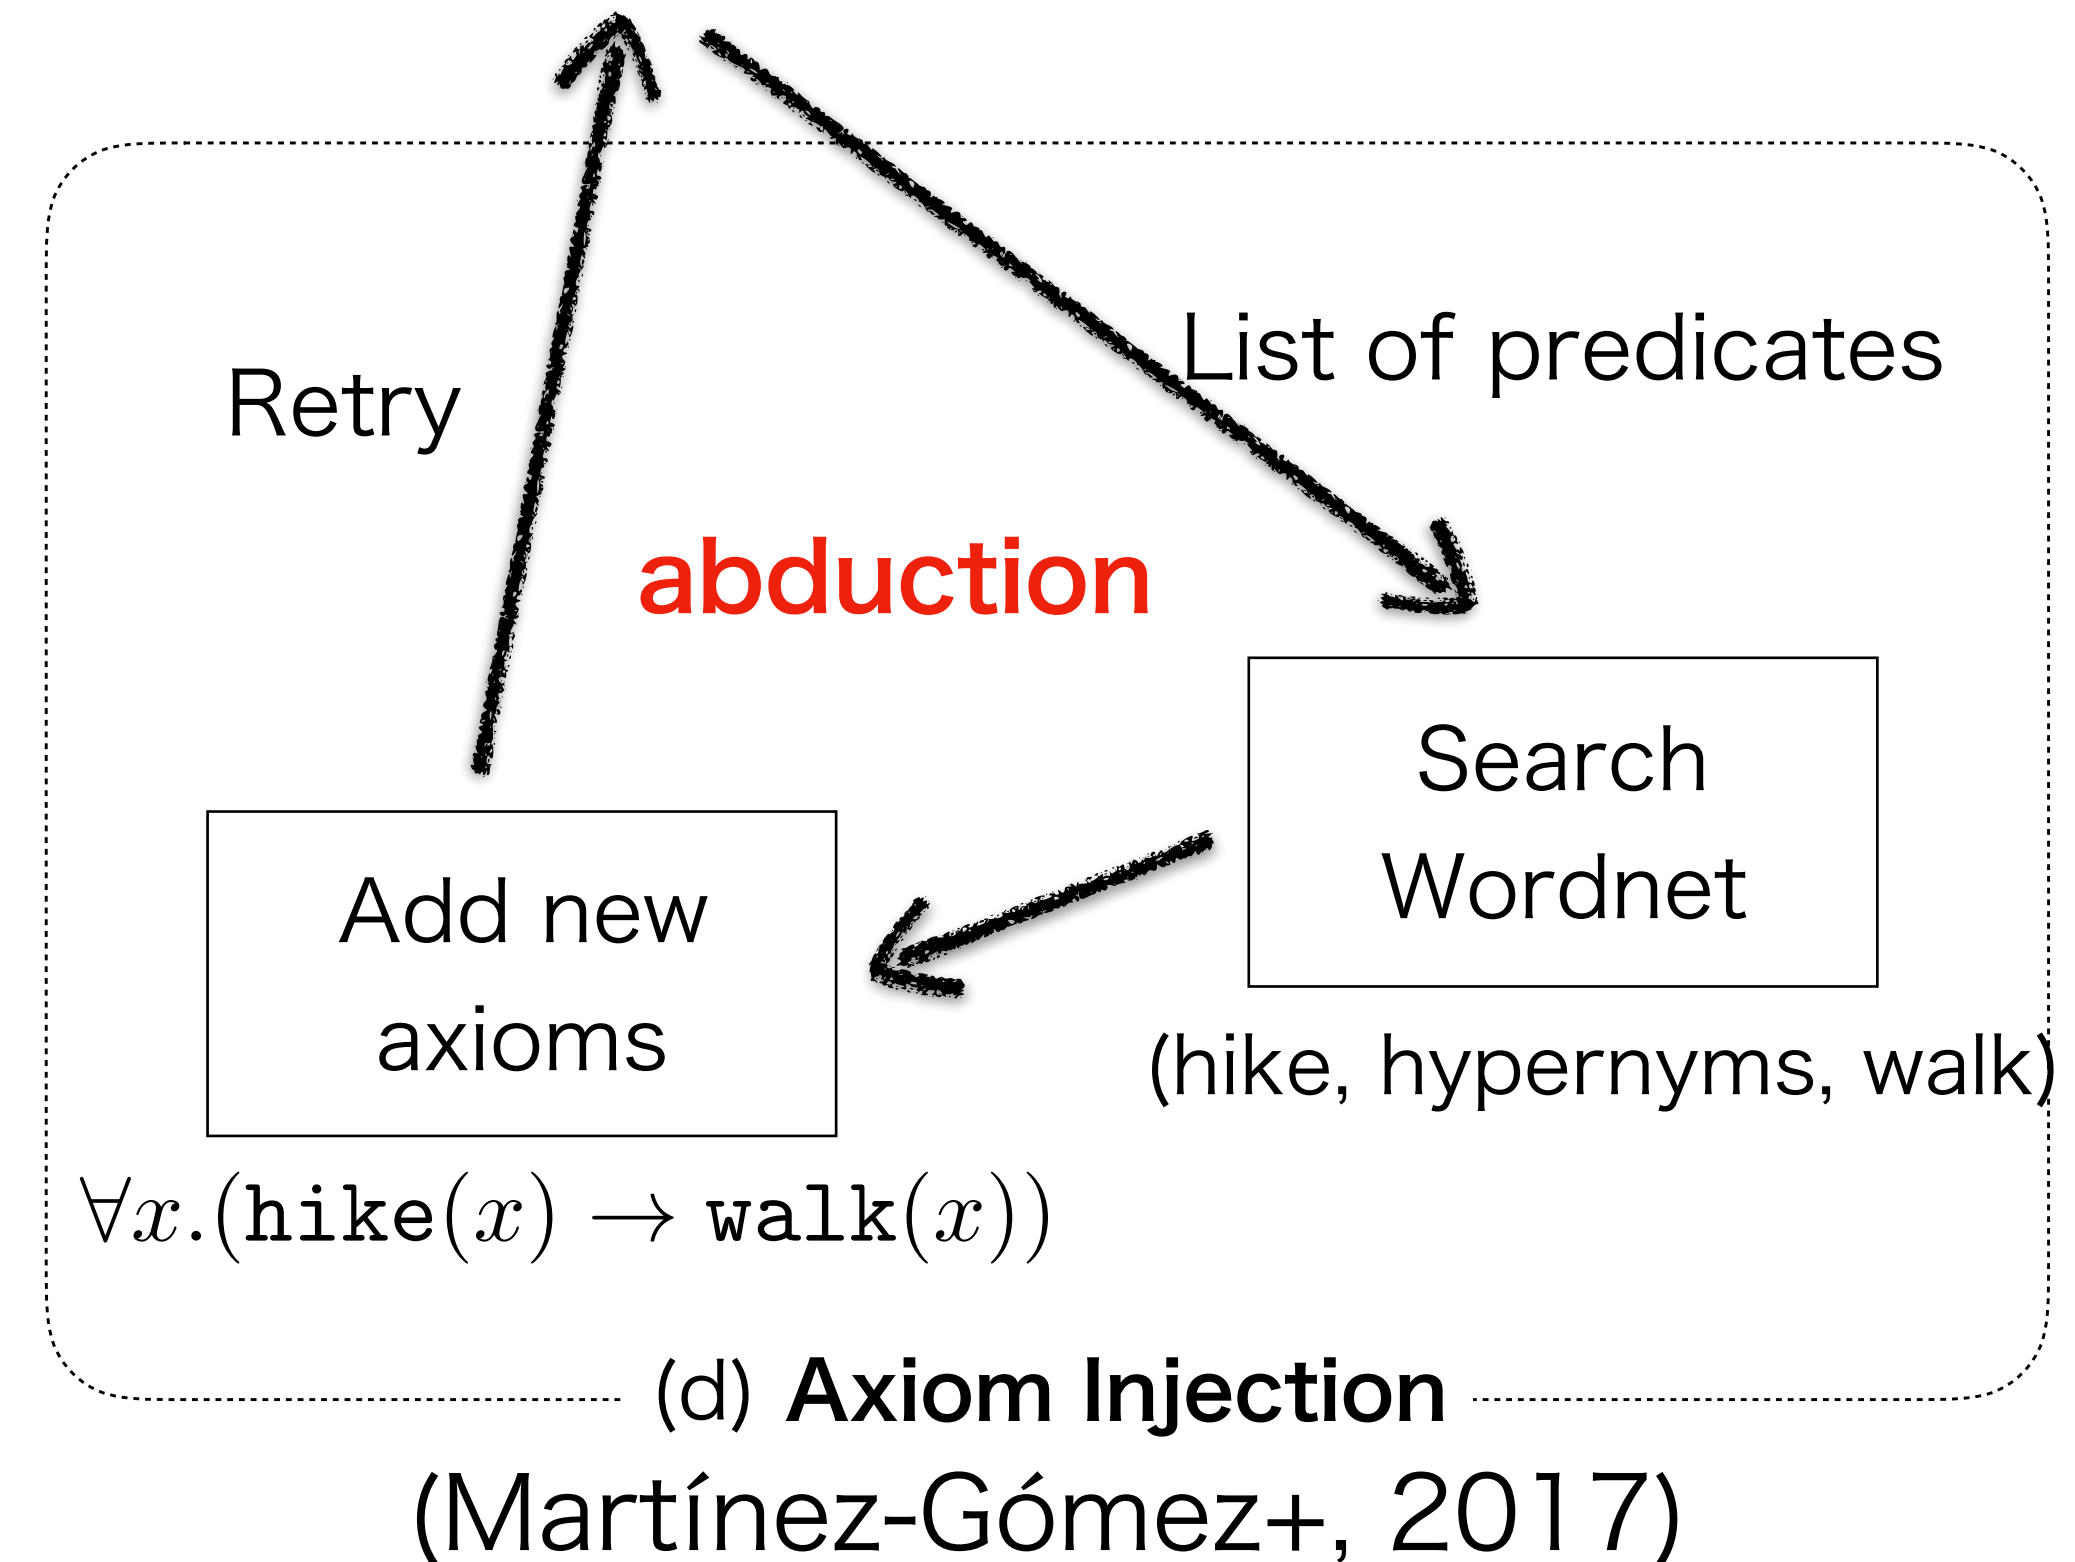 List of predicates
Retry
abduction
Search
Wordnet
Add new
axioms
(hike, hypernyms, walk)
∀x.(hike(x) → walk(x))
(d) Axiom Injection
(Martínez-Gómez+, 2017)